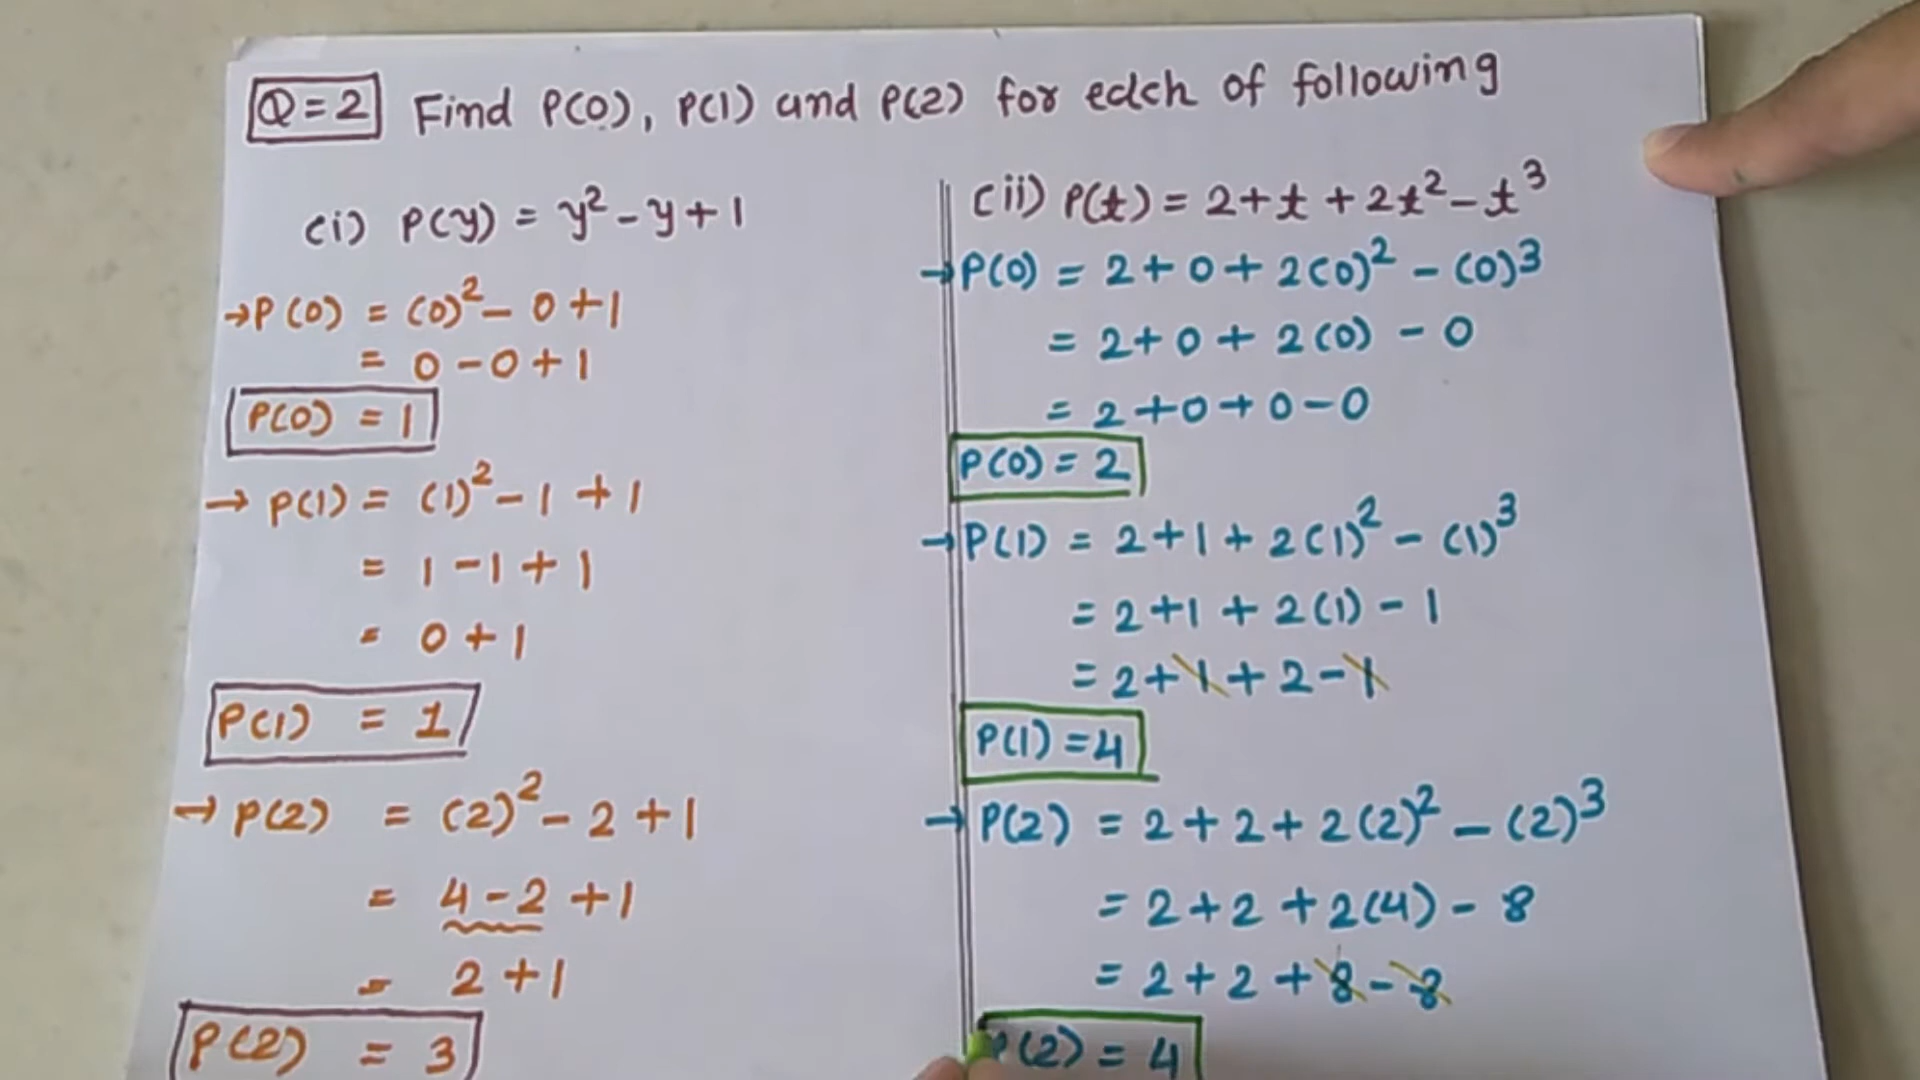 Q=2 Find P(0), P(1) and P(2) for edch of following
(i) P(y) = y² - y + 1
→P(0) = (0)² - 0 + 1
= 0 - 0 + 1
P(0) = 1
→ P(1) = (1)² - 1 + 1
= 1 - 1 + 1
= 0 + 1
P(1) = 1
→ P(2) = (2)² - 2 + 1
= 4 - 2 + 1
= 2 + 1
P(2) = 3
(ii) P(t) = 2 + t + 2t² - t³
→P(0) = 2 + 0 + 2(0)² - (0)³
= 2 + 0 + 2(0) - 0
= 2 + 0 + 0 - 0
P(0) = 2
→P(1) = 2 + 1 + 2(1)² - (1)³
= 2 + 1 + 2(1) - 1
= 2 + 1 + 2 - 1
P(1) = 4
→ P(2) = 2 + 2 + 2(2)² - (2)³
= 2 + 2 + 2(4) - 8
= 2 + 2 + 8 - 8
P(2) = 4